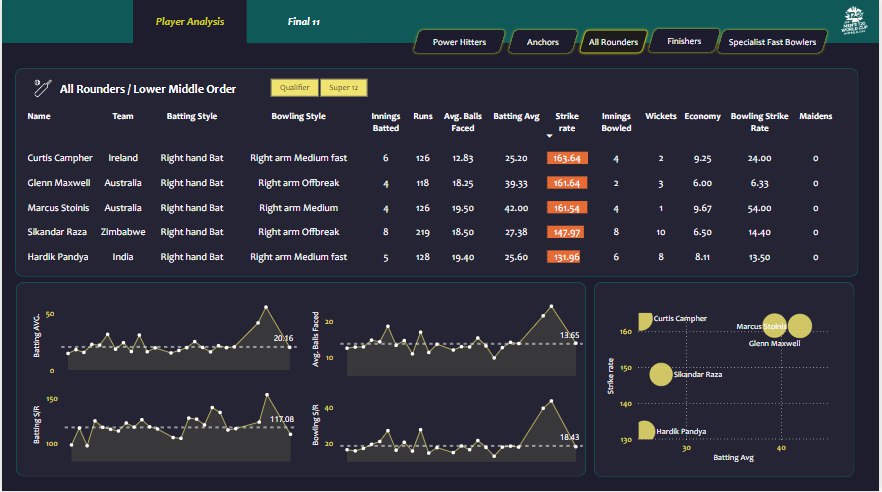 Player Analysis
Final 11
MEN'S T20
WORLD CUP
Power Hitters
Anchors
All Rounders
Finishers
Specialist Fast Bowlers
All Rounders / Lower Middle Order
Qualifier
Super 12
Name Team Batting Style Bowling Style Innings Batted Runs Avg. Balls Faced Batting Avg Strike rate Innings Bowled Wickets Economy Bowling Strike Rate Maidens
Curtis Campher Ireland Right hand Bat Right arm Medium fast 6 126 12.83 25.20 163.64 4 2 9.25 24.00 0
Glenn Maxwell Australia Right hand Bat Right arm Offbreak 4 118 18.25 39.33 161.64 2 3 6.00 6.33 0
Marcus Stoinis Australia Right hand Bat Right arm Medium 4 126 19.50 42.00 161.54 4 1 9.67 54.00 0
Sikandar Raza Zimbabwe Right hand Bat Right arm Offbreak 8 219 18.50 27.38 147.97 8 10 6.50 14.40 0
Hardik Pandya India Right hand Bat Right arm Medium fast 5 128 19.40 25.60 131.96 6 8 8.11 13.50 0
Batting AVG.
50
0
20.16
Avg. Balls Faced
20
10
13.65
Batting S/R
150
100
117.08
Bowling S/R
40
20
18.43
Strike rate
160
150
140
130
Curtis Campher
Marcus Stoinis
Glenn Maxwell
Sikandar Raza
Hardik Pandya
30
40
Batting Avg